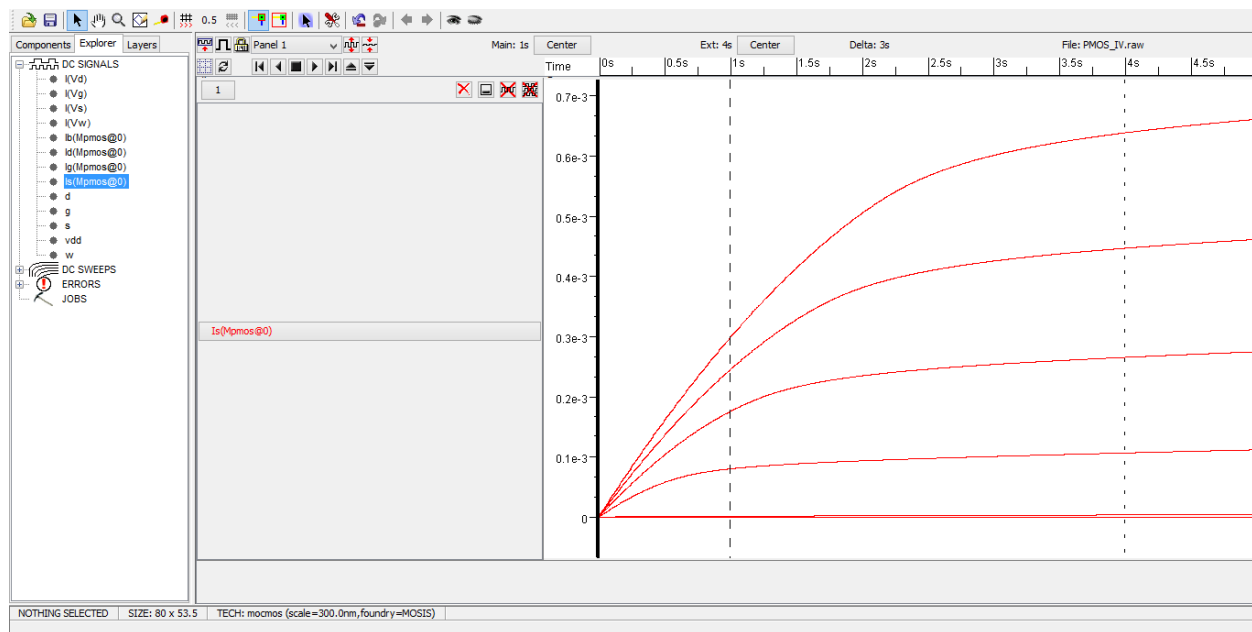 0.5
Components Explorer Layers
Panel 1
Main: 1s Center Ext: 4s Center Delta: 3s File: PMOS_IV.raw
Time 0s 0.5s 1s 1.5s 2s 2.5s 3s 3.5s 4s 4.5s
DC SIGNALS
I(Vd)
I(Vg)
I(Vs)
I(Vw)
Ib(Mpmos@0)
Id(Mpmos@0)
Ig(Mpmos@0)
Is(Mpmos@0)
d
g
s
vdd
w
DC SWEEPS
ERRORS
JOBS
1
Is(Mpmos@0)
0.7e-3
0.6e-3
0.5e-3
0.4e-3
0.3e-3
0.2e-3
0.1e-3
0
NOTHING SELECTED SIZE: 80 x 53.5 TECH: mocmos (scale=300.0nm,foundry=MOSIS)